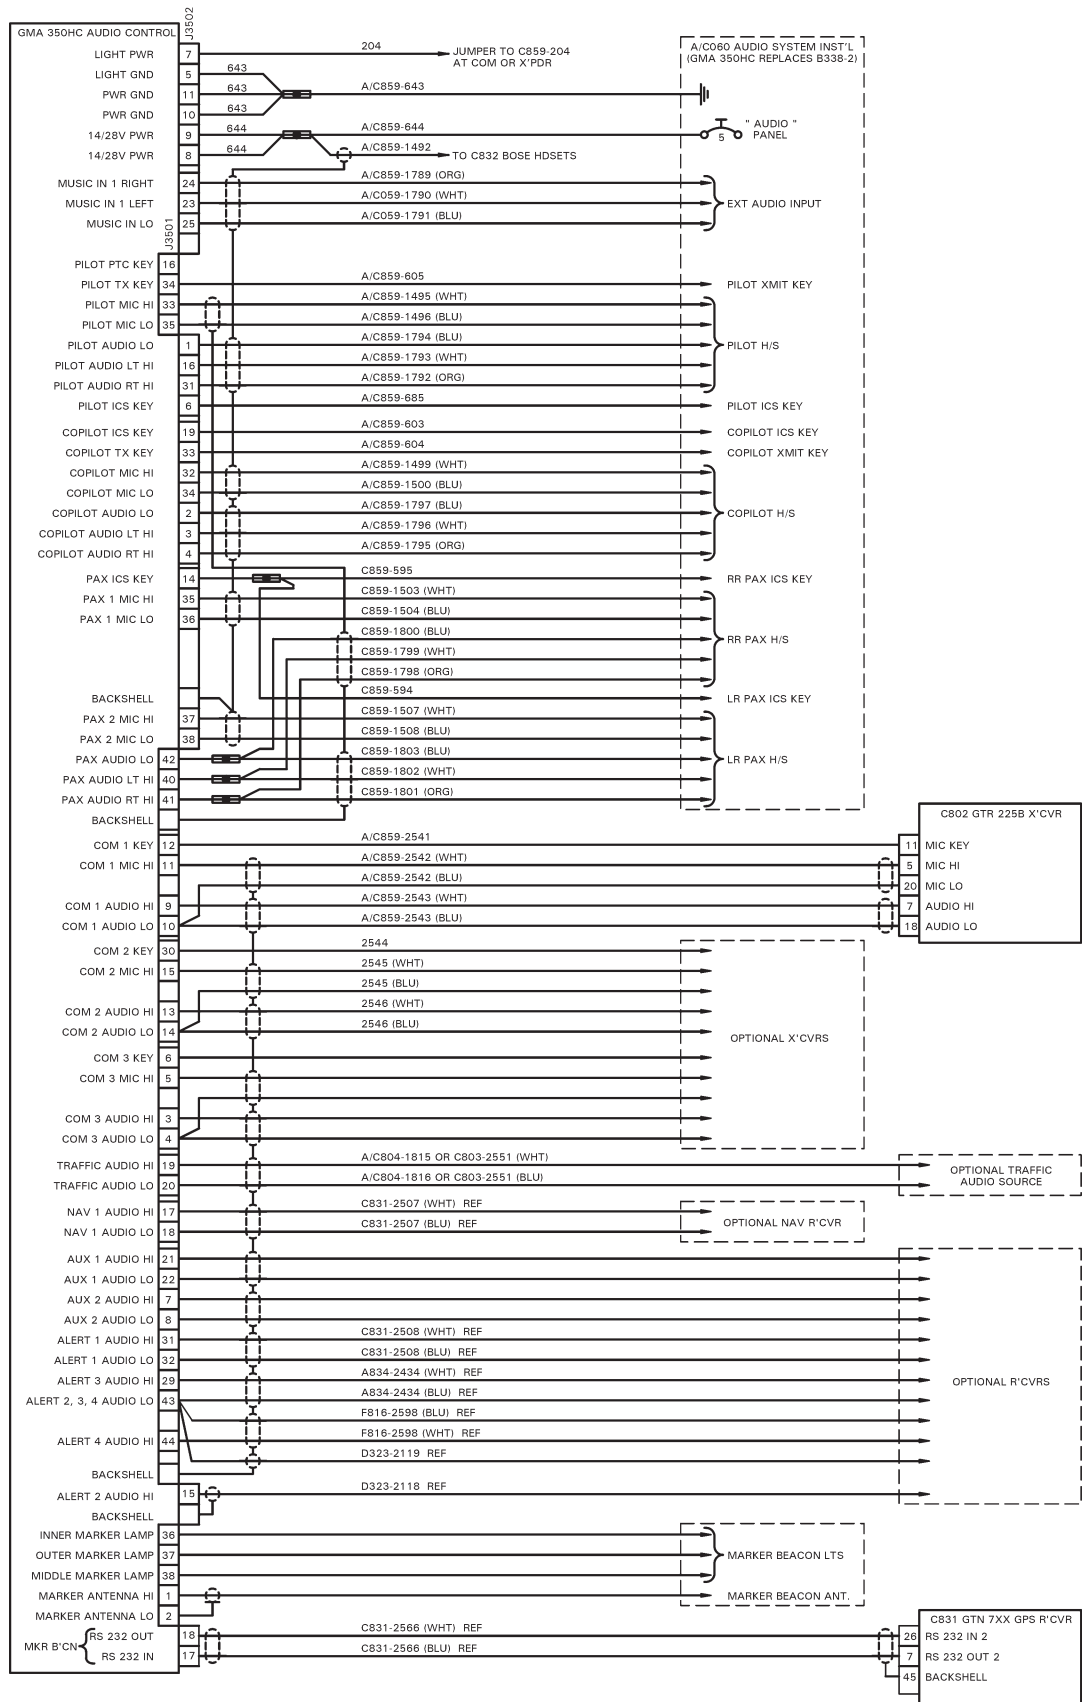 J3502
GMA 350HC AUDIO CONTROL
LIGHT PWR 7 204 JUMPER TO C859-204
AT COM OR X'PDR
A/C060 AUDIO SYSTEM INST'L
(GMA 350HC REPLACES B338-2)
LIGHT GND 5 643
PWR GND 11 643 A/C859-643
PWR GND 10 643
14/28V PWR 9 644 A/C859-644 5 " AUDIO "
PANEL
14/28V PWR 8 644 A/C859-1492 TO C832 BOSE HDSETS
MUSIC IN 1 RIGHT 24 A/C859-1789 (ORG)
MUSIC IN 1 LEFT 23 A/C059-1790 (WHT) EXT AUDIO INPUT
MUSIC IN LO 25 A/C059-1791 (BLU)
J3501
PILOT PTC KEY 16
PILOT TX KEY 34 A/C859-605 PILOT XMIT KEY
PILOT MIC HI 33 A/C859-1495 (WHT)
PILOT MIC LO 35 A/C859-1496 (BLU)
PILOT AUDIO LO 1 A/C859-1794 (BLU) PILOT H/S
PILOT AUDIO LT HI 16 A/C859-1793 (WHT)
PILOT AUDIO RT HI 31 A/C859-1792 (ORG)
PILOT ICS KEY 6 A/C859-685 PILOT ICS KEY
COPILOT ICS KEY 19 A/C859-603 COPILOT ICS KEY
COPILOT TX KEY 33 A/C859-604 COPILOT XMIT KEY
COPILOT MIC HI 32 A/C859-1499 (WHT)
COPILOT MIC LO 34 A/C859-1500 (BLU)
COPILOT AUDIO LO 2 A/C859-1797 (BLU) COPILOT H/S
COPILOT AUDIO LT HI 3 A/C859-1796 (WHT)
COPILOT AUDIO RT HI 4 A/C859-1795 (ORG)
PAX ICS KEY 14 C859-595 RR PAX ICS KEY
PAX 1 MIC HI 35 C859-1503 (WHT)
PAX 1 MIC LO 36 C859-1504 (BLU)
C859-1800 (BLU) RR PAX H/S
C859-1799 (WHT)
C859-1798 (ORG)
BACKSHELL C859-594 LR PAX ICS KEY
PAX 2 MIC HI 37 C859-1507 (WHT)
PAX 2 MIC LO 38 C859-1508 (BLU)
PAX AUDIO LO 42 C859-1803 (BLU) LR PAX H/S
PAX AUDIO LT HI 40 C859-1802 (WHT)
PAX AUDIO RT HI 41 C859-1801 (ORG)
BACKSHELL
C802 GTR 225B X'CVR
COM 1 KEY 12 A/C859-2541 11 MIC KEY
COM 1 MIC HI 11 A/C859-2542 (WHT) 5 MIC HI
A/C859-2542 (BLU) 20 MIC LO
COM 1 AUDIO HI 9 A/C859-2543 (WHT) 7 AUDIO HI
COM 1 AUDIO LO 10 A/C859-2543 (BLU) 18 AUDIO LO
COM 2 KEY 30 2544
COM 2 MIC HI 15 2545 (WHT)
2545 (BLU)
COM 2 AUDIO HI 13 2546 (WHT)
COM 2 AUDIO LO 14 2546 (BLU)
OPTIONAL X'CVRS
COM 3 KEY 6
COM 3 MIC HI 5
COM 3 AUDIO HI 3
COM 3 AUDIO LO 4
TRAFFIC AUDIO HI 19 A/C804-1815 OR C803-2551 (WHT)
TRAFFIC AUDIO LO 20 A/C804-1816 OR C803-2551 (BLU)
OPTIONAL TRAFFIC
AUDIO SOURCE
NAV 1 AUDIO HI 17 C831-2507 (WHT) REF
NAV 1 AUDIO LO 18 C831-2507 (BLU) REF
OPTIONAL NAV R'CVR
AUX 1 AUDIO HI 21
AUX 1 AUDIO LO 22
AUX 2 AUDIO HI 7
AUX 2 AUDIO LO 8
ALERT 1 AUDIO HI 31 C831-2508 (WHT) REF
ALERT 1 AUDIO LO 32 C831-2508 (BLU) REF
ALERT 3 AUDIO HI 29 A834-2434 (WHT) REF
OPTIONAL R'CVRS
ALERT 2, 3, 4 AUDIO LO 43 A834-2434 (BLU) REF
F816-2598 (BLU) REF
ALERT 4 AUDIO HI 44 F816-2598 (WHT) REF
D323-2119 REF
BACKSHELL
ALERT 2 AUDIO HI 15 D323-2118 REF
BACKSHELL
INNER MARKER LAMP 36
OUTER MARKER LAMP 37 MARKER BEACON LTS
MIDDLE MARKER LAMP 38
MARKER ANTENNA HI 1 MARKER BEACON ANT.
MARKER ANTENNA LO 2
C831 GTN 7XX GPS R'CVR
MKR B'CN
RS 232 OUT 18 C831-2566 (WHT) REF 26 RS 232 IN 2
RS 232 IN 17 C831-2566 (BLU) REF 7 RS 232 OUT 2
45 BACKSHELL